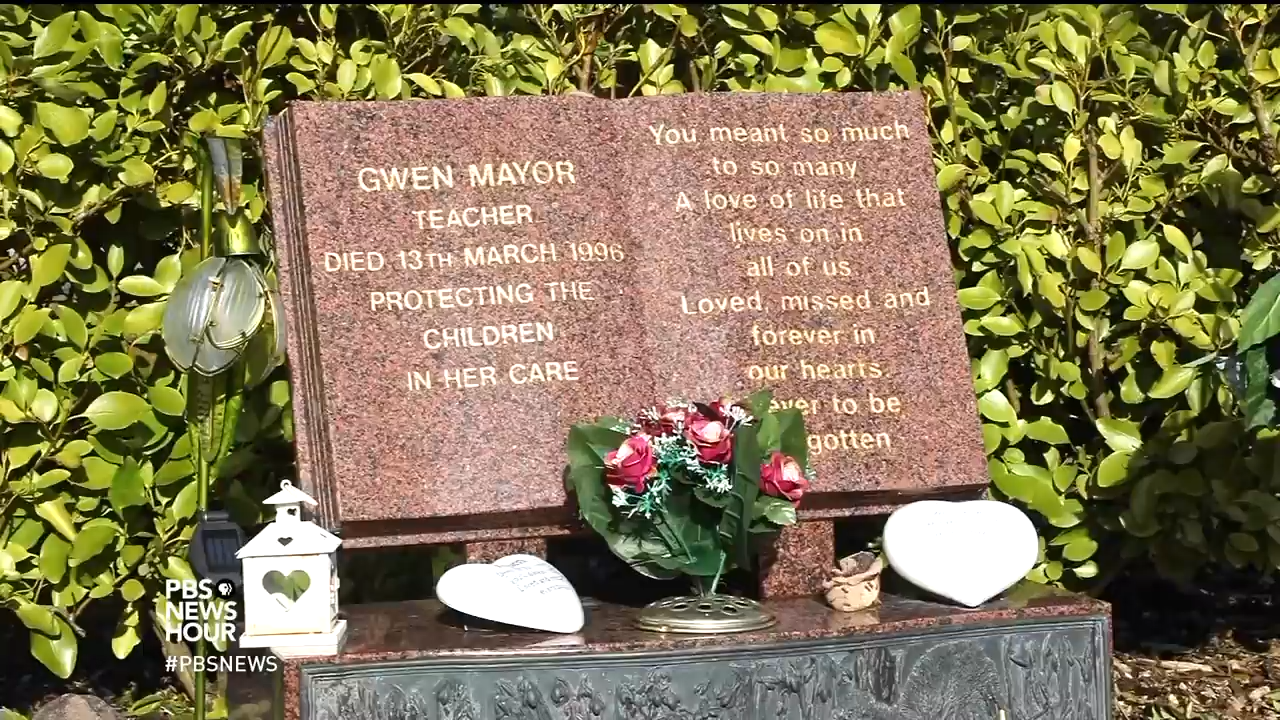 GWEN MAYOR
TEACHER
DIED 13TH MARCH 1996
PROTECTING THE
CHILDREN
IN HER CARE
You meant so much
to so many
A love of life that
lives on in
all of us
Loved, missed and
forever in
our hearts.
ever to be
gotten
PBS
NEWS
HOUR
#PBSNEWS